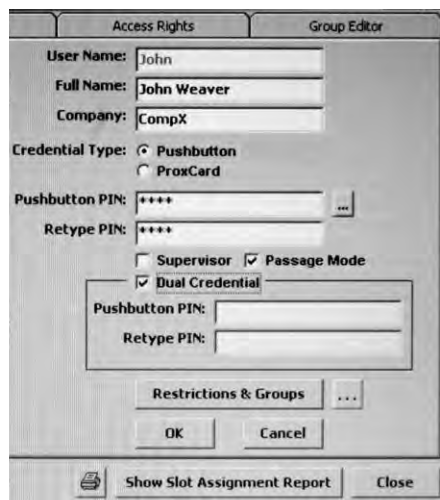 Access Rights Group Editor
User Name: John
Full Name: John Weaver
Company: CompX
Credential Type: Pushbutton
ProxCard
Pushbutton PIN: **** ...
Retype PIN: ****
Supervisor Passage Mode
Dual Credential
Pushbutton PIN:
Retype PIN:
Restrictions & Groups ...
OK Cancel
Show Slot Assignment Report Close